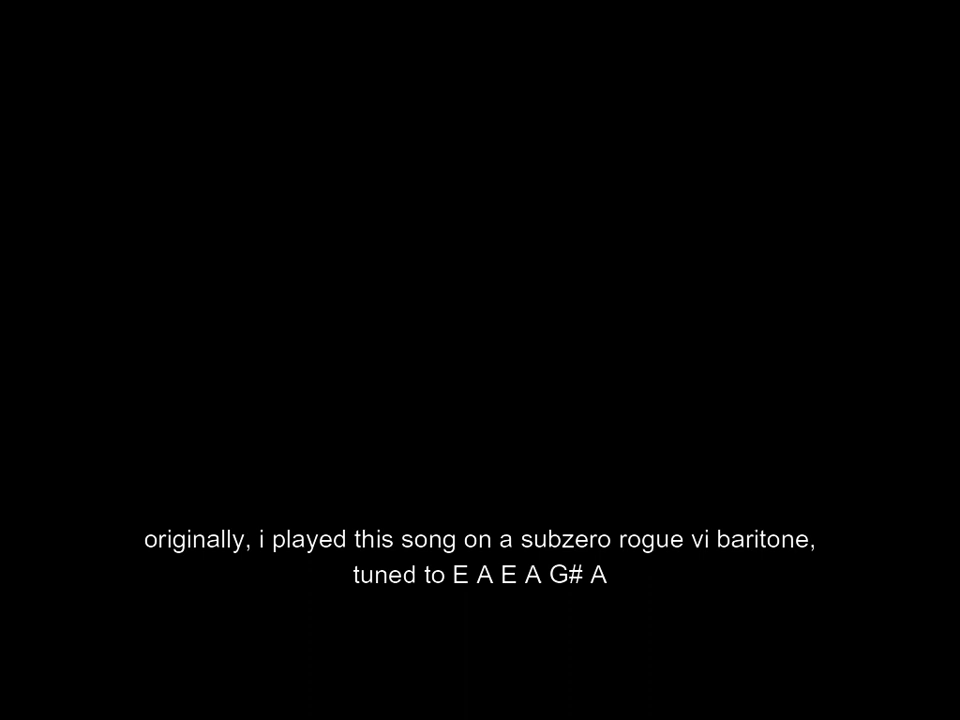 originally, i played this song on a subzero rogue vi baritone,
tuned to E A E A G# A